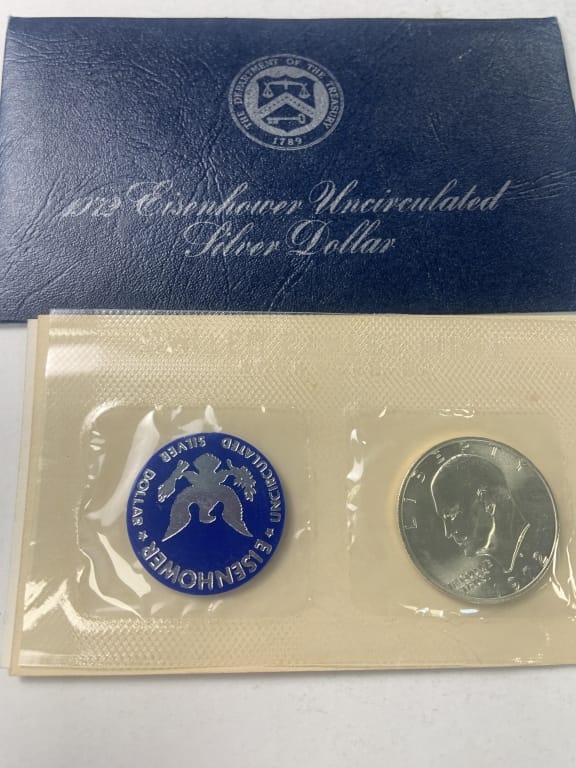 THE DEPARTMENT OF THE TREASURY
1789
1972 Eisenhower Uncirculated
Silver Dollar
EISENHOWER
UNCIRCULATED SILVER DOLLAR
LIBERTY